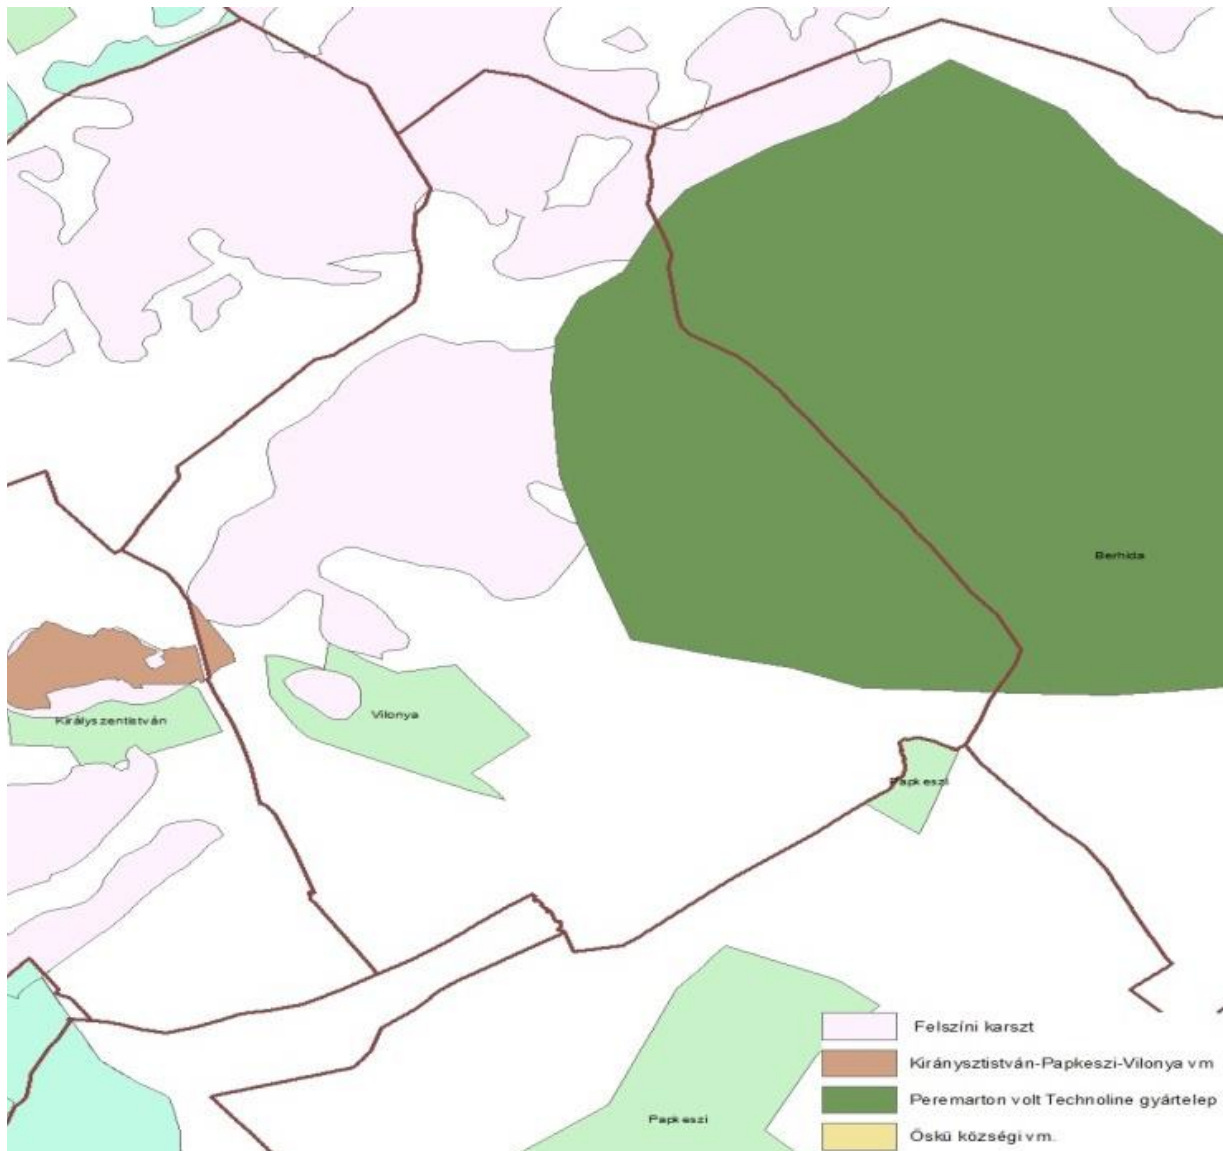 Berhida
Királyszentistván
Vilonya
Papkeszi
Papkeszi
Felszíni karszt
Kiránysztistván-Papkeszi-Vilonya vm
Peremarton volt Technoline gyártelep
Öskü községi vm.